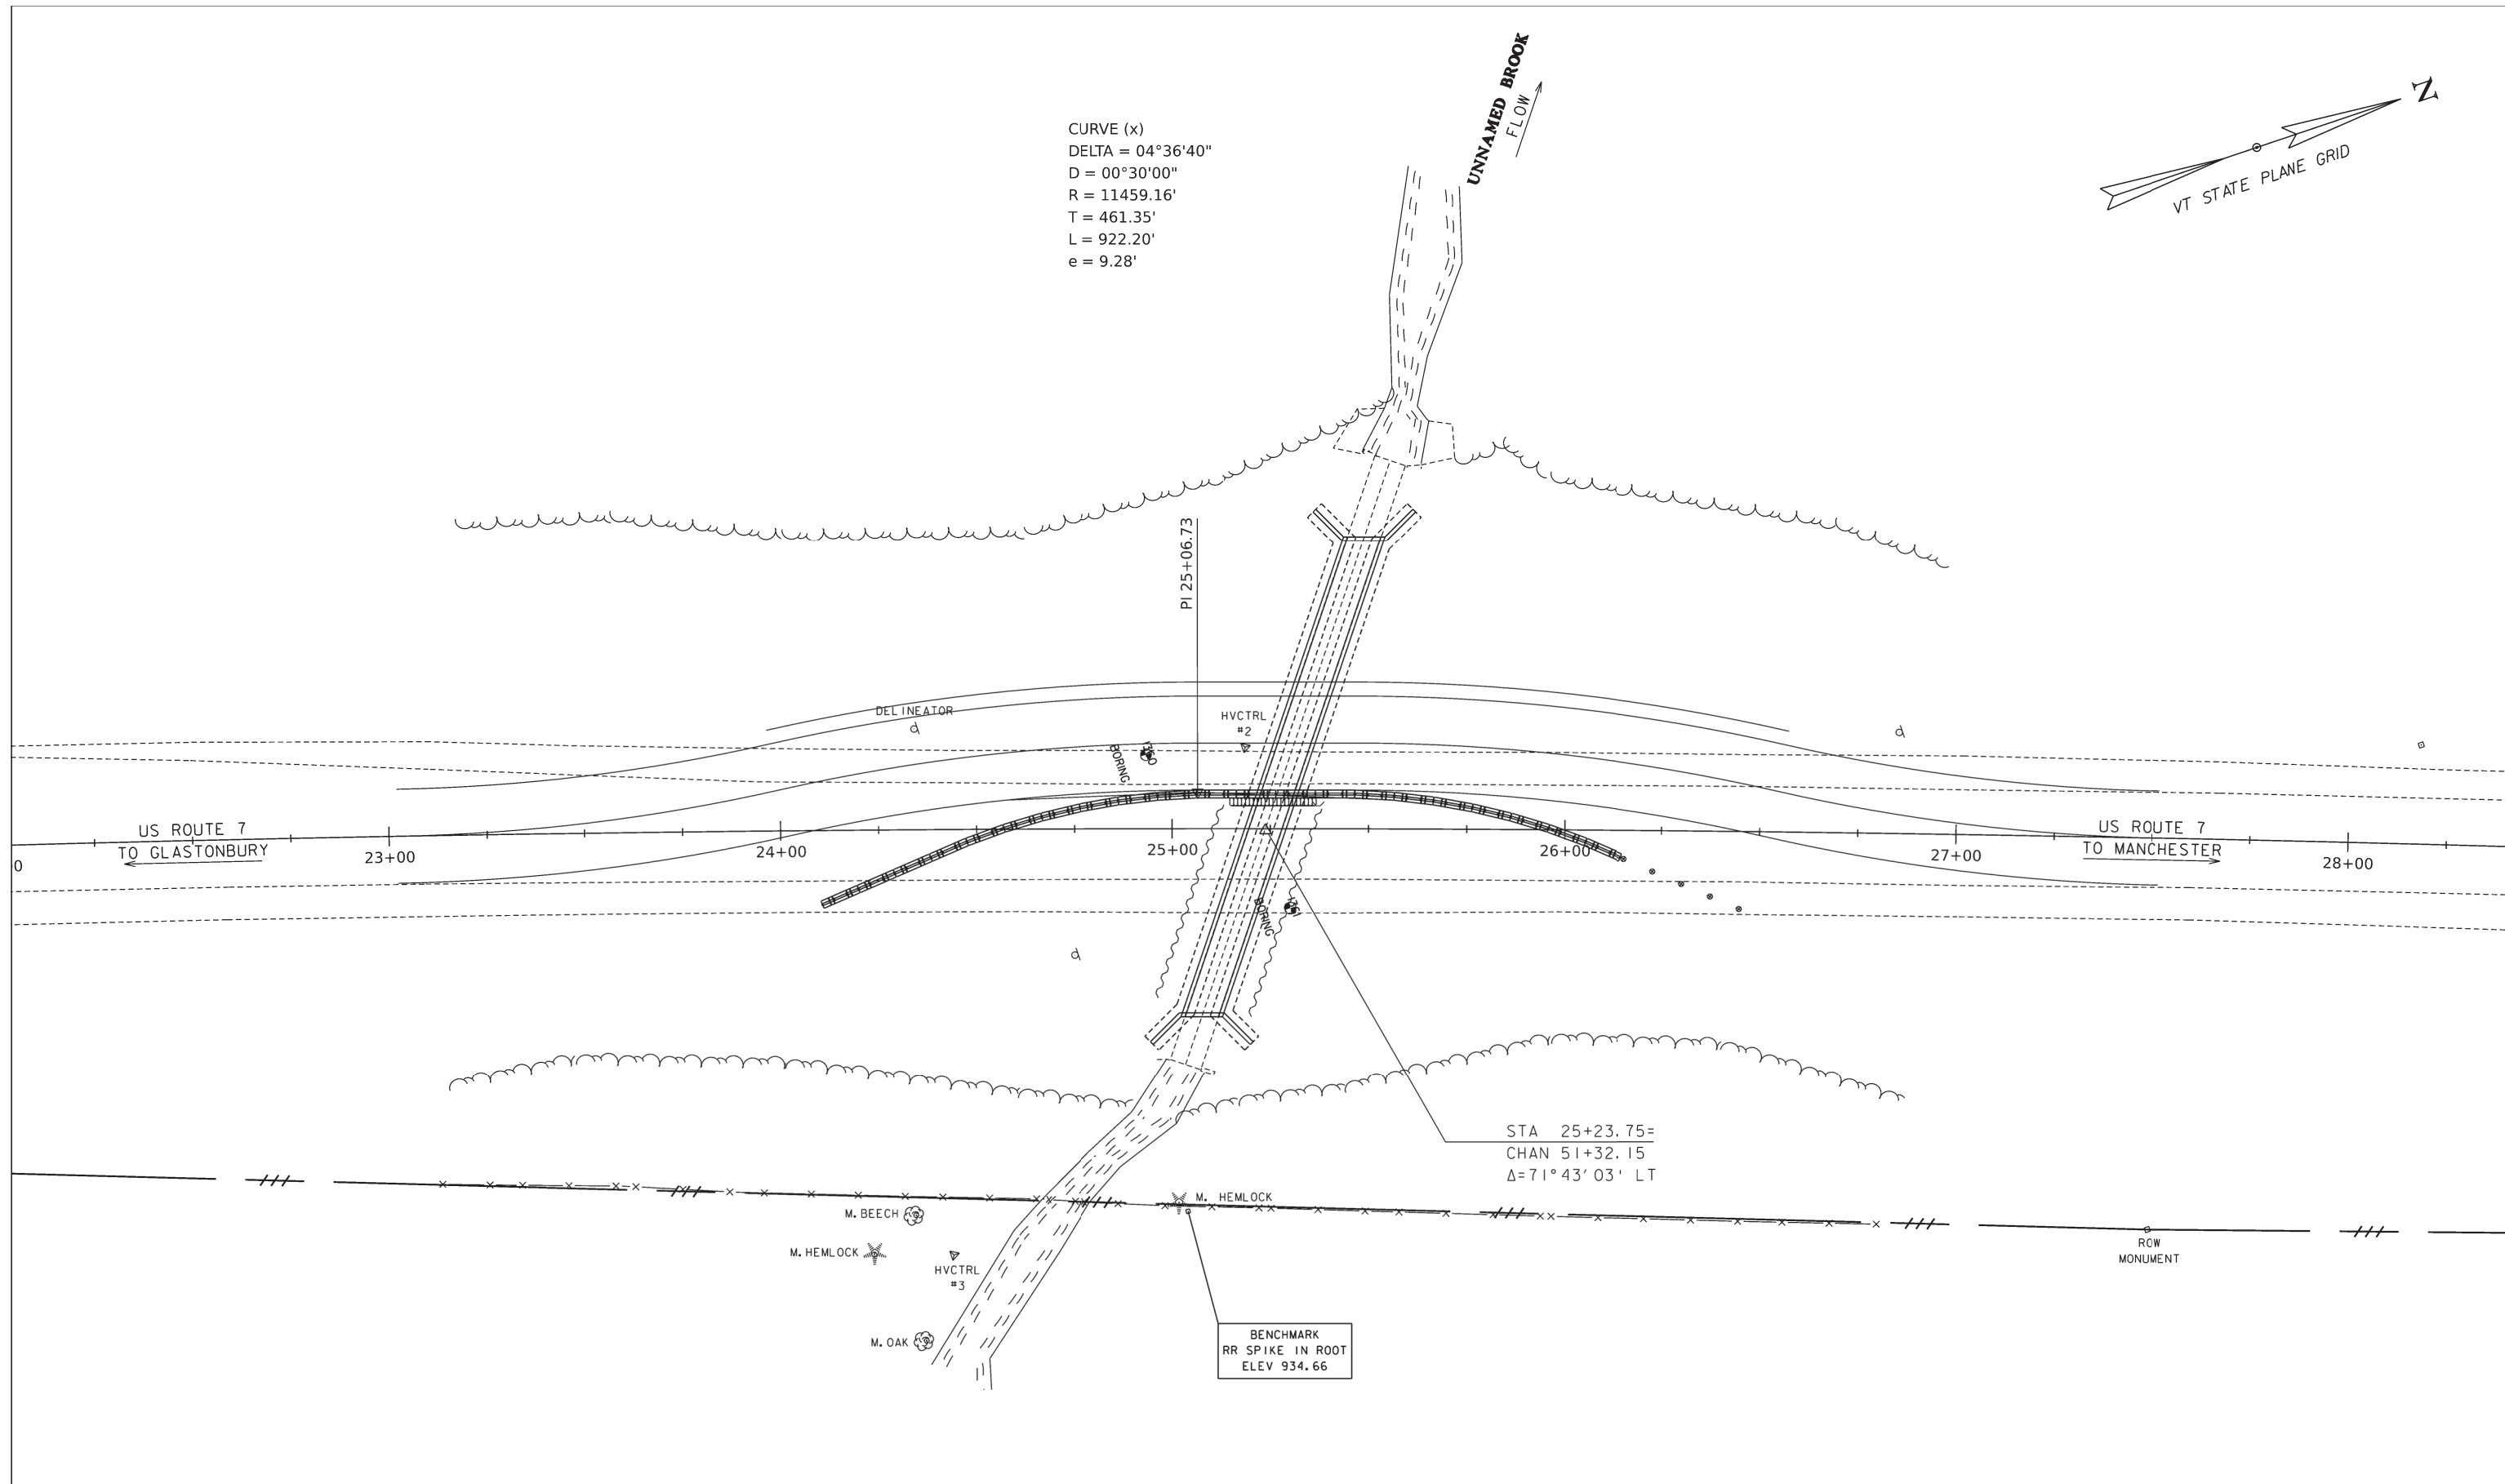 UNNAMED BROOK
FLOW
N
VT STATE PLANE GRID
CURVE (x)
DELTA = 04°36'40"
D = 00°30'00"
R = 11459.16'
T = 461.35'
L = 922.20'
e = 9.28'
PI 25+06.73
DELINEATOR
HVCTRL
#2
BORING
1360
US ROUTE 7
TO GLASTONBURY
0
23+00
24+00
25+00
26+00
27+00
28+00
US ROUTE 7
TO MANCHESTER
BORING
1361
STA 25+23.75=
CHAN 51+32.15
Δ=71°43'03' LT
M. HEMLOCK
M. BEECH
M. HEMLOCK
HVCTRL
#3
M. OAK
ROW
MONUMENT
BENCHMARK
RR SPIKE IN ROOT
ELEV 934.66